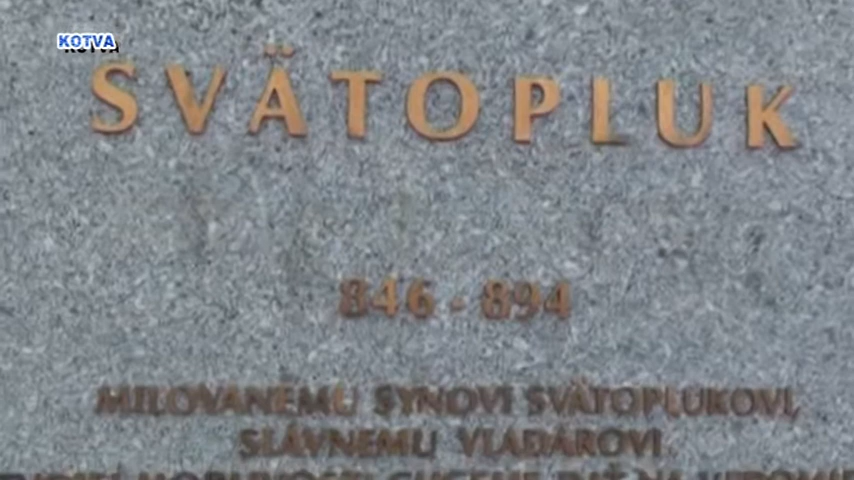 KOTVA
SVÄTOPLUK
846 - 894
MILOVANÉMU SYNOVI SVÄTOPLUKOVI,
SLÁVNEMU VLADÁROVI